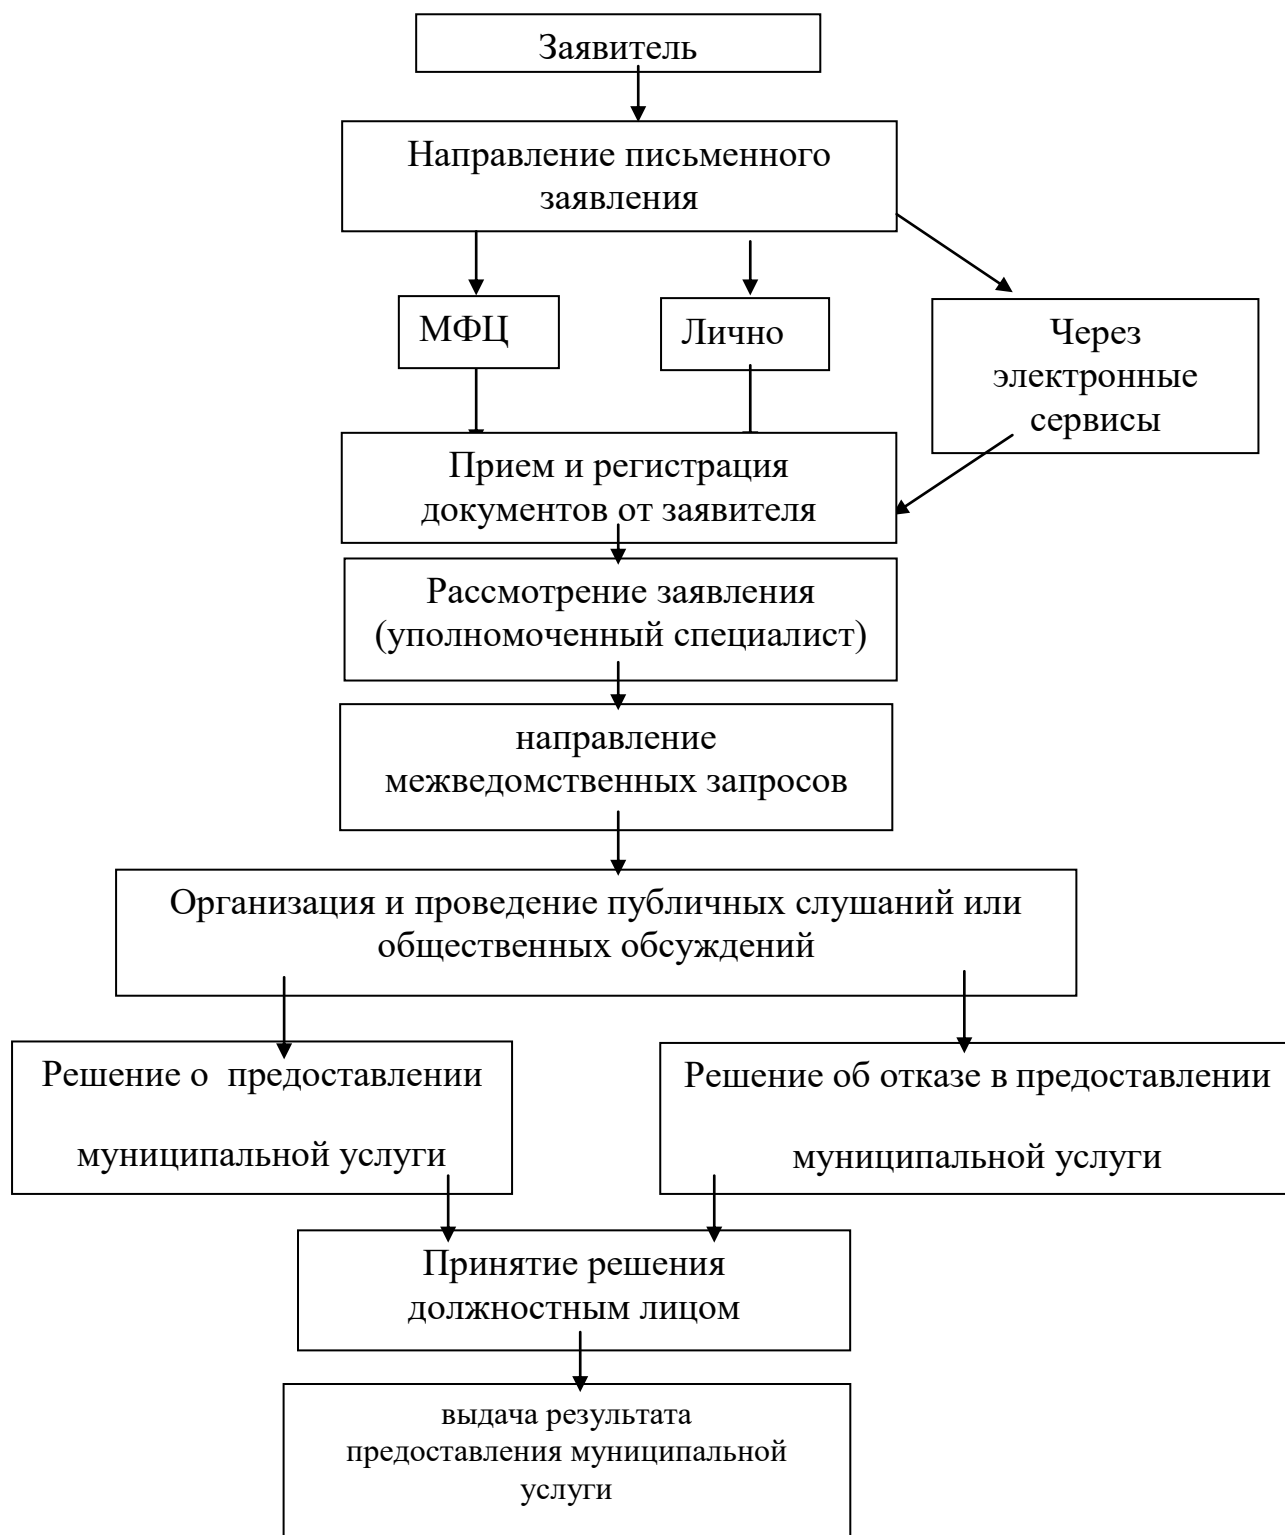 Заявитель
Направление письменного
заявления
МФЦ
Лично
Через
электронные
сервисы
Прием и регистрация
документов от заявителя
Рассмотрение заявления
(уполномоченный специалист)
направление
межведомственных запросов
Организация и проведение публичных слушаний или
общественных обсуждений
Решение о предоставлении
муниципальной услуги
Решение об отказе в предоставлении
муниципальной услуги
Принятие решения
должностным лицом
выдача результата
предоставления муниципальной
услуги